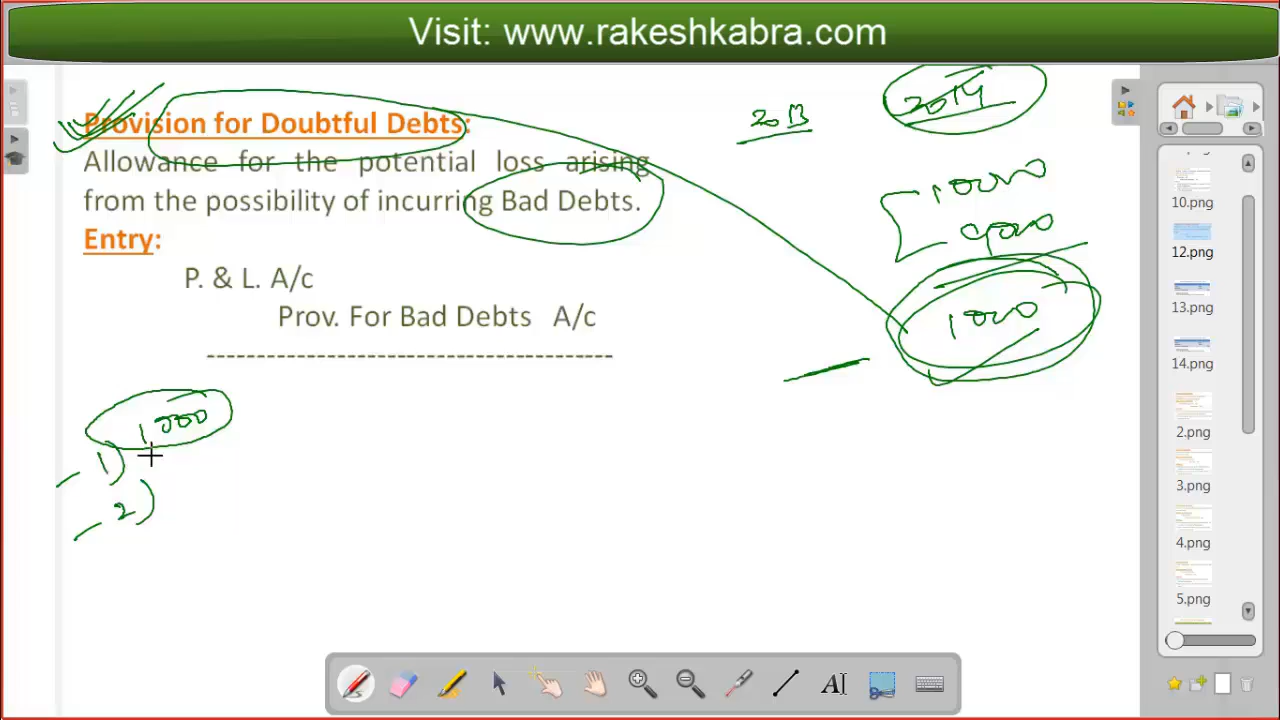 Visit: www.rakeshkabra.com
Provision for Doubtful Debts:
Allowance for the potential loss arising
from the possibility of incurring Bad Debts.
Entry:
P. & L. A/c
Prov. For Bad Debts A/c
---------------------------------------
2013
2014
10000
9000
1000
1000
1)
2)
10.png
12.png
13.png
14.png
2.png
3.png
4.png
5.png
A